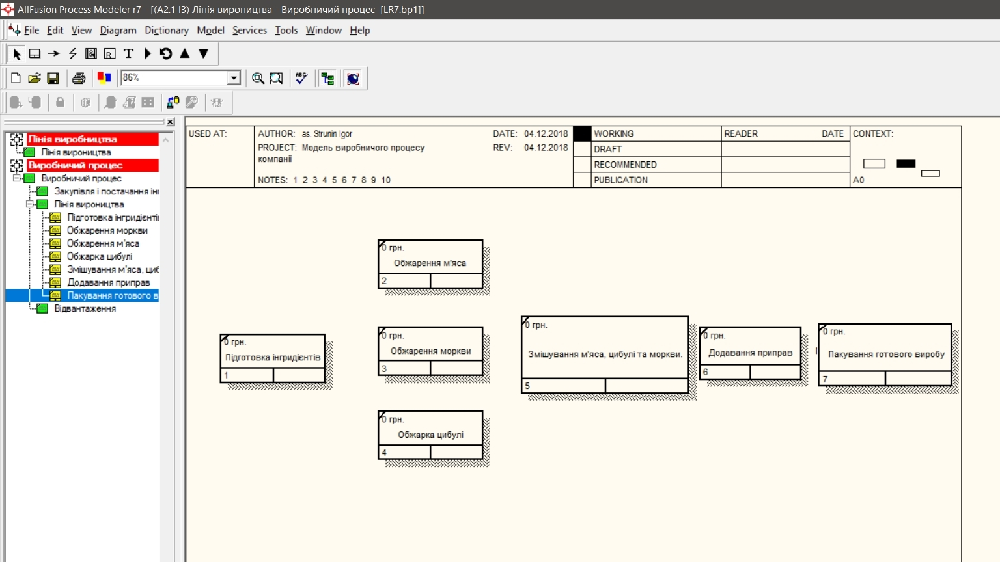 AllFusion Process Modeler r7 - [(A2.1 I3) Лінія вироництва - Виробничий процес [LR7.bp1]]
File Edit View Diagram Dictionary Model Services Tools Window Help
R T
86%
ABC
Лінія виробництва
Лінія вироництва
Виробничий процес
Виробничий процес
Закупівля і постачання інг
Лінія вироництва
Підготовка інгридієнті
Обжарення моркви
Обжарення м'яса
Обжарка цибулі
Змішування м'яса, циб
Додавання приправ
Пакування готового в
Відвантаження
USED AT:
AUTHOR: as. Strunin Igor
DATE: 04.12.2018
PROJECT: Модель виробничого процесу
компанії
REV: 04.12.2018
NOTES: 1 2 3 4 5 6 7 8 9 10
WORKING
DRAFT
RECOMMENDED
PUBLICATION
READER DATE
CONTEXT:
A0
0 грн.
Підготовка інгридієнтів
1
0 грн.
Обжарення м'яса
2
0 грн.
Обжарення моркви
3
0 грн.
Обжарка цибулі
4
0 грн.
Змішування м'яса, цибулі та моркви.
5
0 грн.
Додавання приправ
6
0 грн.
Пакування готового виробу
7